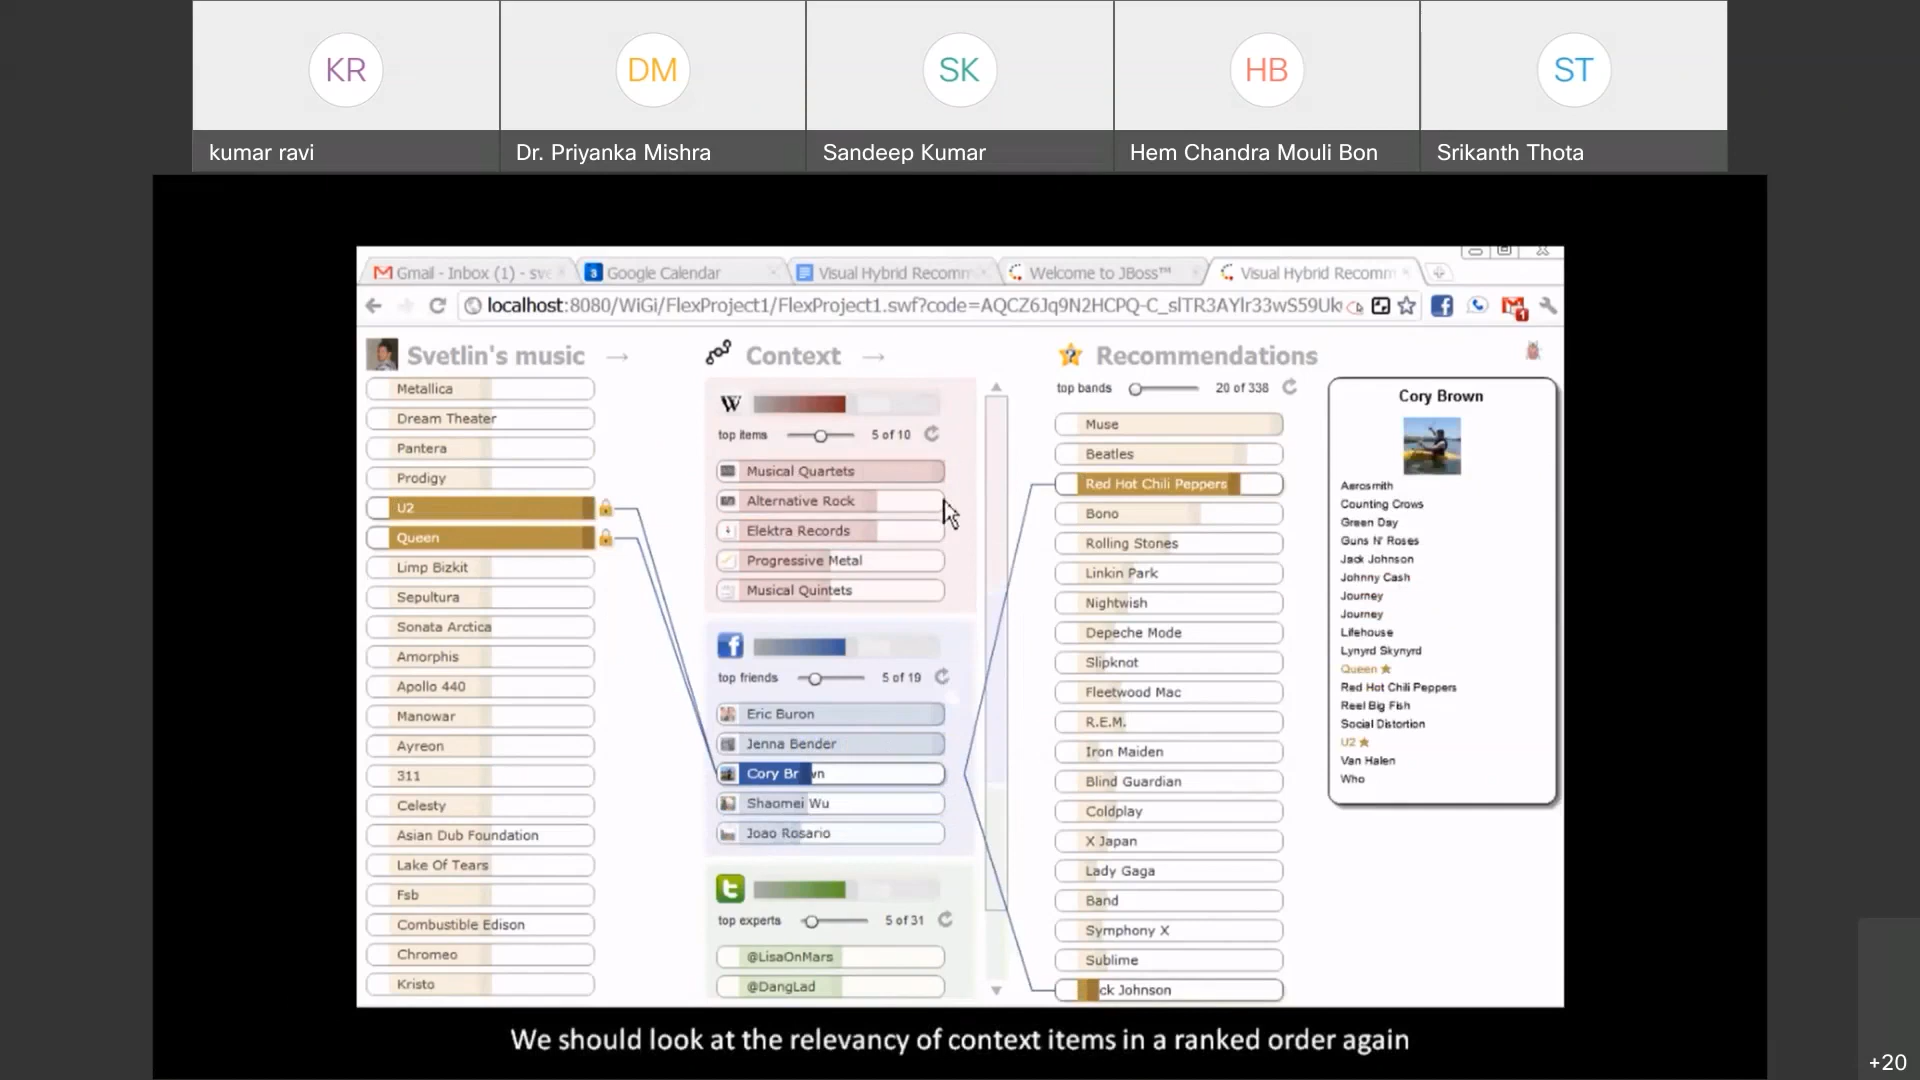 KR
DM
SK
HB
ST
kumar ravi
Dr. Priyanka Mishra
Sandeep Kumar
Hem Chandra Mouli Bon
Srikanth Thota
Gmail - Inbox (1) - sve
3
Google Calendar
Visual Hybrid Recomm
Welcome to JBoss™
Visual Hybrid Recomm
localhost:8080/WiGi/FlexProject1/FlexProject1.swf?code=AQCZ6Jq9N2HCPQ-C_slTR3AYlr33wS59Uk
1
Svetlin's music →
Metallica
Dream Theater
Pantera
Prodigy
U2
Queen
Limp Bizkit
Sepultura
Sonata Arctica
Amorphis
Apollo 440
Manowar
Ayreon
311
Celesty
Asian Dub Foundation
Lake Of Tears
Fsb
Combustible Edison
Chromeo
Kristo
Context →
W
top items 5 of 10
Musical Quartets
Alternative Rock
Elektra Records
Progressive Metal
Musical Quintets
f
top friends 5 of 19
Eric Buron
Jenna Bender
Cory Br wn
Shaomei Wu
Joao Rosario
t
top experts 5 of 31
@LisaOnMars
@DangLad
? Recommendations
top bands 20 of 338
Muse
Beatles
Red Hot Chili Peppers
Bono
Rolling Stones
Linkin Park
Nightwish
Depeche Mode
Slipknot
Fleetwood Mac
R.E.M.
Iron Maiden
Blind Guardian
Coldplay
X Japan
Lady Gaga
Band
Symphony X
Sublime
ck Johnson
Cory Brown
Aerosmith
Counting Crows
Green Day
Guns N' Roses
Jack Johnson
Johnny Cash
Journey
Journey
Lifehouse
Lynyrd Skynyrd
Queen ★
Red Hot Chili Peppers
Reel Big Fish
Social Distortion
U2 ★
Van Halen
Who
We should look at the relevancy of context items in a ranked order again
+20